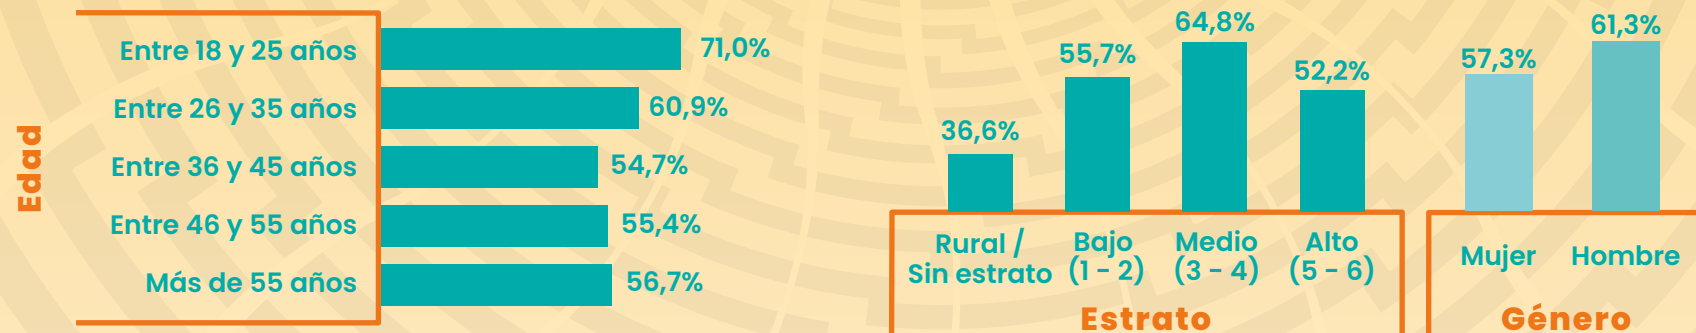 Edad
Entre 18 y 25 años 71,0%
Entre 26 y 35 años 60,9%
Entre 36 y 45 años 54,7%
Entre 46 y 55 años 55,4%
Más de 55 años 56,7%
36,6% 55,7% 64,8% 52,2%
Rural / Bajo Medio Alto
Sin estrato (1 - 2) (3 - 4) (5 - 6)
Estrato
57,3% 61,3%
Mujer Hombre
Género